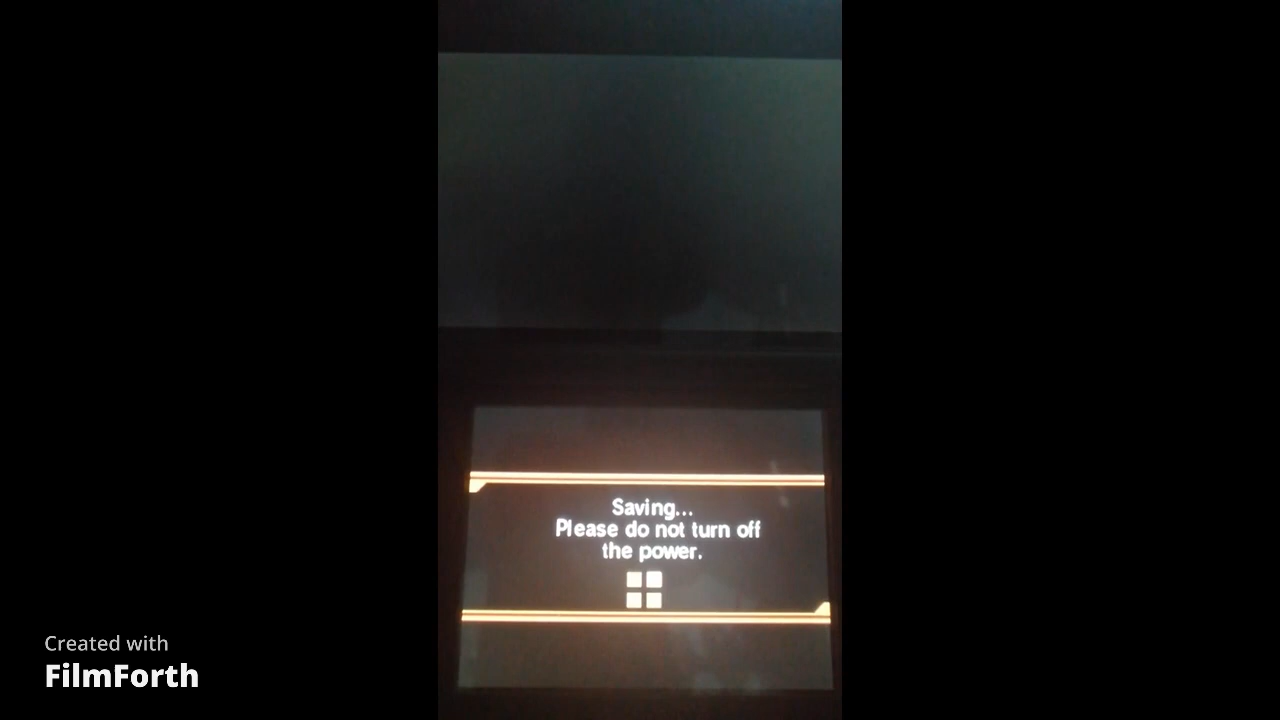 Saving...
Please do not turn off
the power.
Created with
FilmForth